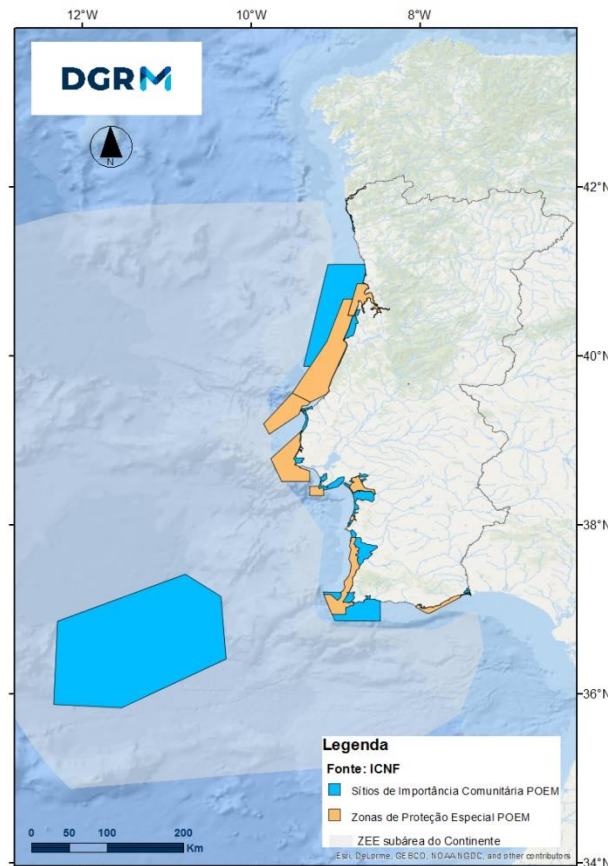 12°W 10°W 8°W
DGRM
N
42°N
40°N
38°N
36°N
34°N
Legenda
Fonte: ICNF
Sítios de Importância Comunitária POEM
Zonas de Proteção Especial POEM
ZEE subárea do Continente
0 50 100 200
Km
Esri, DeLorme, GEBCO, NOAA NGDC, and other contributors